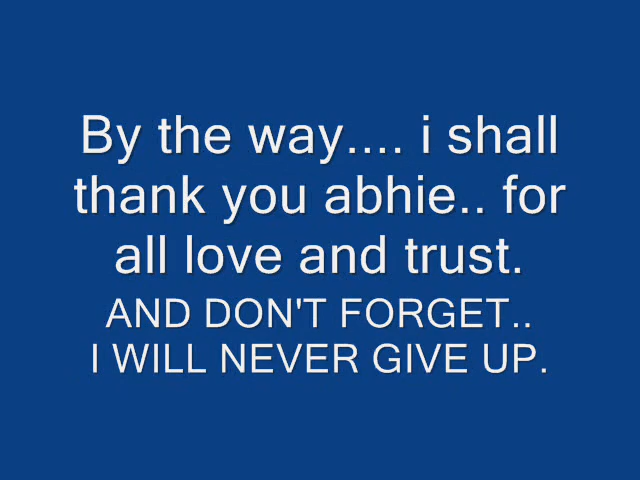 By the way.... i shall
thank you abhie.. for
all love and trust.
AND DON'T FORGET..
I WILL NEVER GIVE UP.